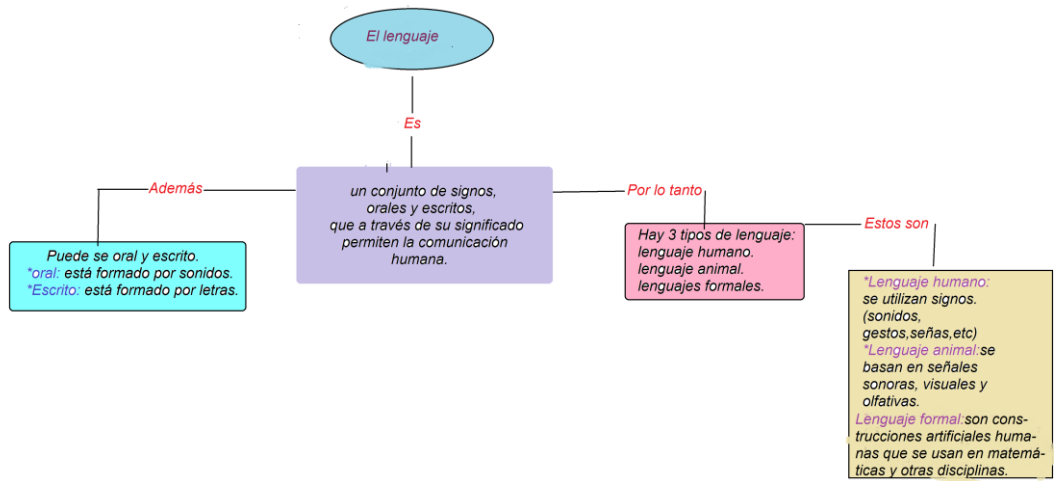 El lenguaje
Es
un conjunto de signos,
orales y escritos,
que a través de su significado
permiten la comunicación
humana.
Además
Puede se oral y escrito.
*oral: está formado por sonidos.
*Escrito: está formado por letras.
Por lo tanto
Hay 3 tipos de lenguaje:
lenguaje humano.
lenguaje animal.
lenguajes formales.
Estos son
*Lenguaje humano:
se utilizan signos.
(sonidos,
gestos,señas,etc)
*Lenguaje animal:se
basan en señales
sonoras, visuales y
olfativas.
Lenguaje formal:son cons-
trucciones artificiales huma-
nas que se usan en matemá-
ticas y otras disciplinas.